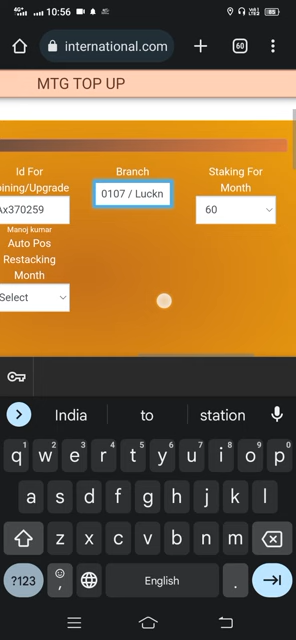 4G+ 10:56
international.com 60
MTG TOP UP
Id For
ining/Upgrade
Branch
Staking For
Month
Ax370259
0107 / Luckn
60
Manoj kumar
Auto Pos
Restacking
Month
Select
India to station
1 2 3 4 5 6 7 8 9 0
q w e r t y u i o p
a s d f g h j k l
z x c v b n m
?123 , English .